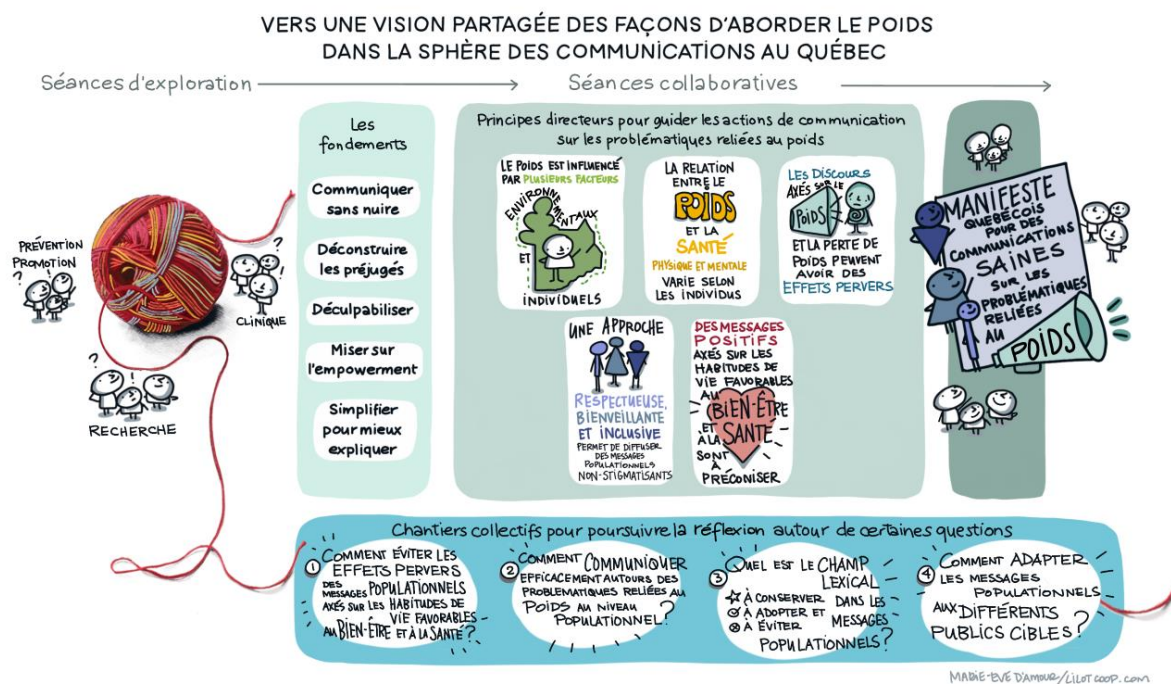 VERS UNE VISION PARTAGÉE DES FAÇONS D'ABORDER LE POIDS
DANS LA SPHÈRE DES COMMUNICATIONS AU QUÉBEC
Séances d'exploration
Séances collaboratives
PRÉVENTION
PROMOTION
CLINIQUE
RECHERCHE
Les
fondements
Communiquer
sans nuire
Déconstruire
les préjugés
Déculpabiliser
Miser sur
l'empowerment
Simplifier
pour mieux
expliquer
Principes directeurs pour guider les actions de communication
sur les problématiques reliées au poids
LE POIDS EST INFLUENCÉ
PAR PLUSIEURS FACTEURS
ENVIRONNEMENTAUX
ET
INDIVIDUELS
LA RELATION
ENTRE LE
POIDS
ET LA
SANTÉ
PHYSIQUE ET MENTALE
VARIE SELON
LES INDIVIDUS
LES DISCOURS
AXÉS SUR LE
POIDS
ET LA PERTE DE
POIDS PEUVENT
AVOIR DES
EFFETS PERVERS
UNE APPROCHE
RESPECTUEUSE,
BIENVEILLANTE
ET INCLUSIVE
PERMET DE DIFFUSER
DES MESSAGES
POPULATIONNELS
NON-STIGMATISANTS
DES MESSAGES
POSITIFS
AXÉS SUR LES
HABITUDES DE
VIE FAVORABLES
AU
BIEN-ÊTRE
ET
À LA
SANTÉ
SONT
À
PRÉCONISER
MANIFESTE
QUÉBÉCOIS
POUR DES
COMMUNICATIONS
SAINES
SUR LES
PROBLÉMATIQUES
RELIÉES
AU
POIDS
Chantiers collectifs pour poursuivre la réflexion autour de certaines questions
1 COMMENT ÉVITER LES
EFFETS PERVERS
DES MESSAGES POPULATIONNELS
AXÉS SUR LES HABITUDES DE
VIE FAVORABLES
AU BIEN-ÊTRE ET À LA SANTÉ?
2 COMMENT COMMUNIQUER
EFFICACEMENT AUTOURS DES
PROBLÉMATIQUES RELIÉES AU
POIDS AU NIVEAU
POPULATIONNEL?
3 QUEL EST LE CHAMP
LEXICAL
À CONSERVER
À ADOPTER ET
À ÉVITER
DANS LES
MESSAGES
POPULATIONNELS?
4 COMMENT ADAPTER
LES MESSAGES
POPULATIONNELS
AUX DIFFÉRENTS
PUBLICS CIBLES?
MARIE-EVE D'AMOUR/LILOTCOOP.com